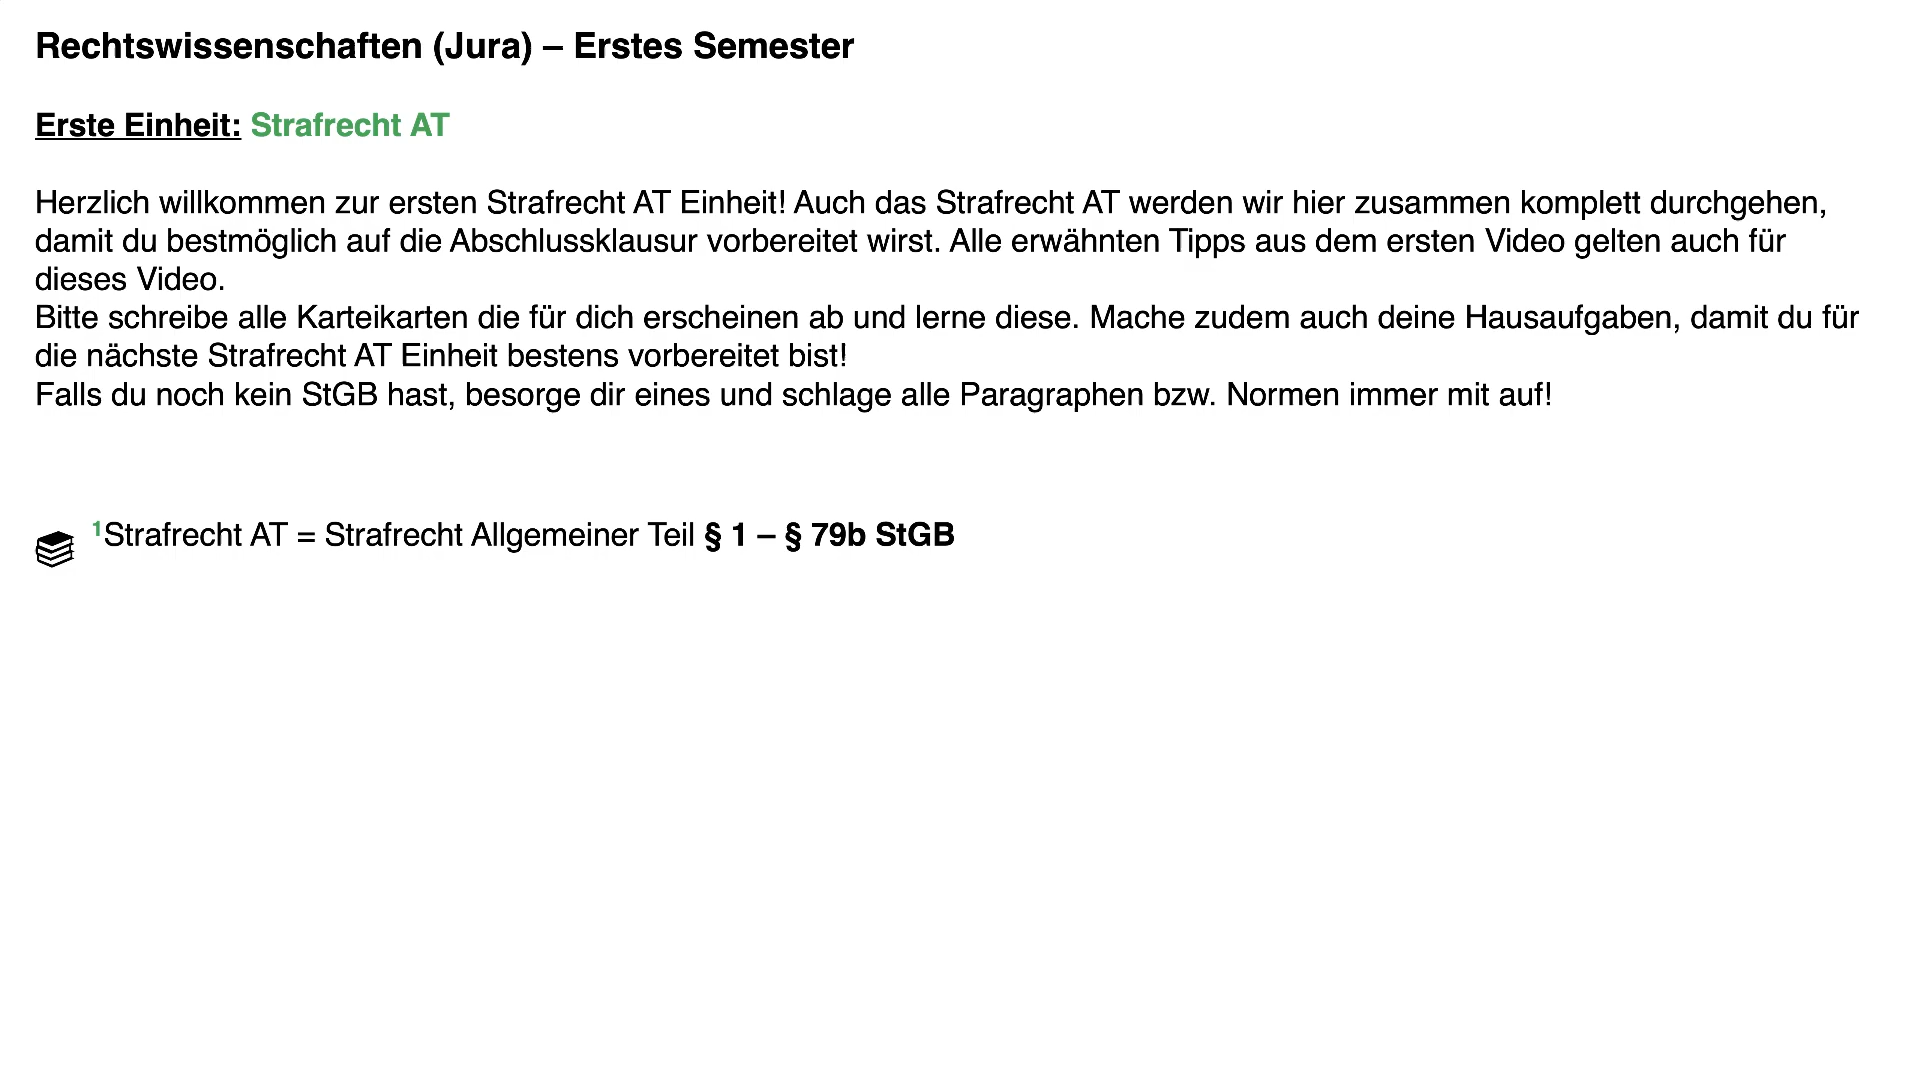 Rechtswissenschaften (Jura) – Erstes Semester
Erste Einheit: Strafrecht AT
Herzlich willkommen zur ersten Strafrecht AT Einheit! Auch das Strafrecht AT werden wir hier zusammen komplett durchgehen,
damit du bestmöglich auf die Abschlussklausur vorbereitet wirst. Alle erwähnten Tipps aus dem ersten Video gelten auch für
dieses Video.
Bitte schreibe alle Karteikarten die für dich erscheinen ab und lerne diese. Mache zudem auch deine Hausaufgaben, damit du für
die nächste Strafrecht AT Einheit bestens vorbereitet bist!
Falls du noch kein StGB hast, besorge dir eines und schlage alle Paragraphen bzw. Normen immer mit auf!
¹Strafrecht AT = Strafrecht Allgemeiner Teil § 1 – § 79b StGB